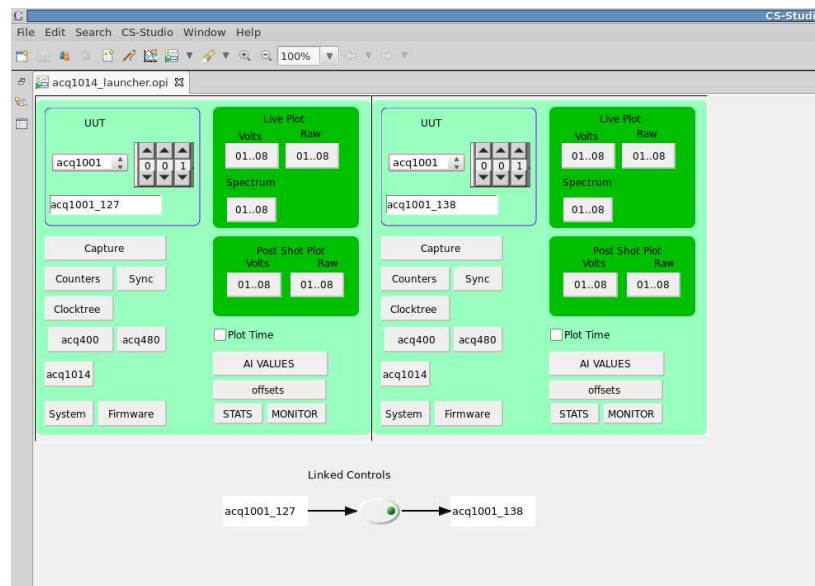 CS-Studi
File Edit Search CS-Studio Window Help
100%
acq1014_launcher.opi
UUT
acq1001
0 0 1
acq1001_127
Capture
Counters Sync
Clocktree
acq400 acq480
acq1014
System Firmware
Live Plot
Volts Raw
01..08 01..08
Spectrum
01..08
Post Shot Plot
Volts Raw
01..08 01..08
Plot Time
AI VALUES
offsets
STATS MONITOR
UUT
acq1001
0 0 1
acq1001_138
Capture
Counters Sync
Clocktree
acq400 acq480
acq1014
System Firmware
Live Plot
Volts Raw
01..08 01..08
Spectrum
01..08
Post Shot Plot
Volts Raw
01..08 01..08
Plot Time
AI VALUES
offsets
STATS MONITOR
Linked Controls
acq1001_127 acq1001_138